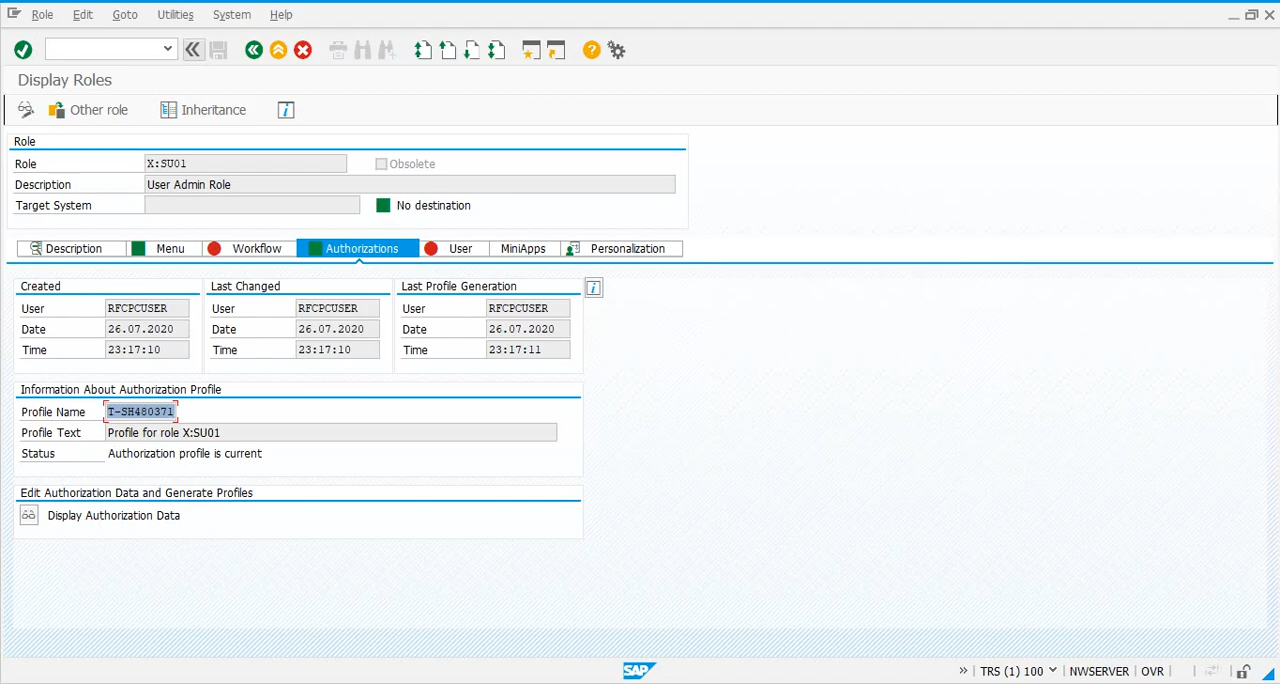 Role Edit Goto Utilities System Help
Display Roles
Other role Inheritance
Role
Role X:SU01 Obsolete
Description User Admin Role
Target System No destination
Description Menu Workflow Authorizations User MiniApps Personalization
Created Last Changed Last Profile Generation
User RFCPCUSER User RFCPCUSER User RFCPCUSER
Date 26.07.2020 Date 26.07.2020 Date 26.07.2020
Time 23:17:10 Time 23:17:10 Time 23:17:11
Information About Authorization Profile
Profile Name T-SH480371
Profile Text Profile for role X:SU01
Status Authorization profile is current
Edit Authorization Data and Generate Profiles
Display Authorization Data
SAP TRS (1) 100 NWSERVER OVR